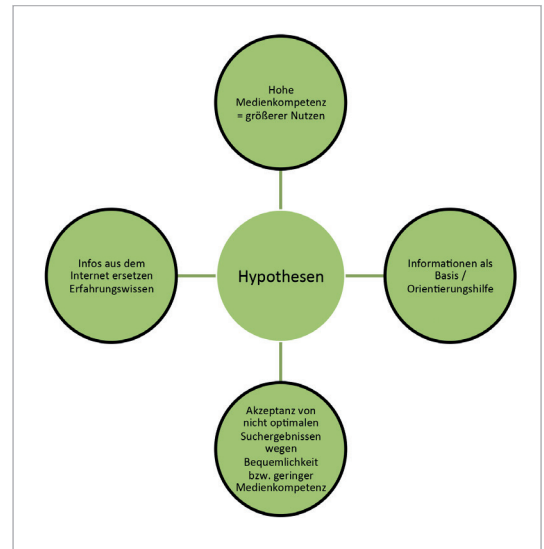 Hohe
Medienkompetenz
= größerer Nutzen
Infos aus dem
Internet ersetzen
Erfahrungswissen
Hypothesen
Informationen als
Basis /
Orientierungshilfe
Akzeptanz von
nicht optimalen
Suchergebnissen
wegen
Bequemlichkeit
bzw. geringer
Medienkompetenz